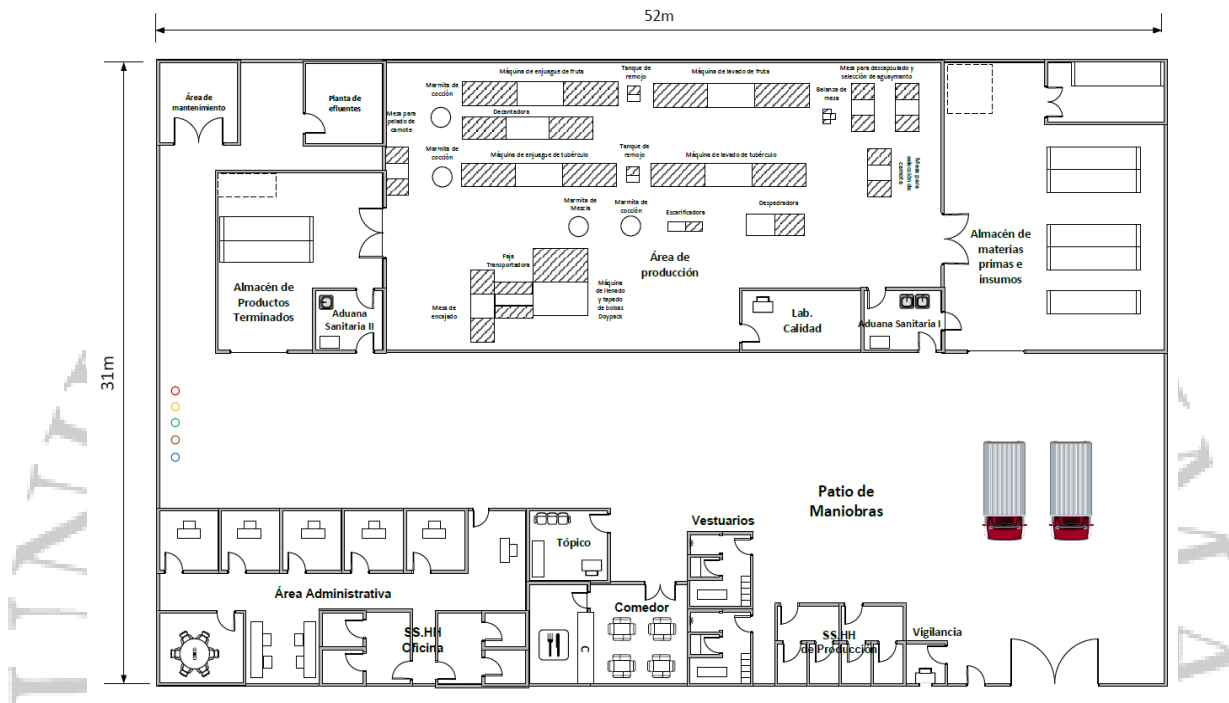 52m
31m
Área de
mantenimiento
Planta de
efluentes
Marmita de
cocción
Máquina de enjuague de fruta
Tanque de
remojo
Máquina de lavado de fruta
Mesa para descapsulado y
selección de aguaymanto
Balanza de
mesa
Mesa para
pelado de
camote
Decantadora
Marmita de
cocción
Máquina de enjuague de tubérculo
Tanque de
remojo
Máquina de lavado de tubérculo
Mesa para
selección de
camote
Marmita de
Mezcla
Marmita de
cocción
Escarificadora
Despedradora
Área de
producción
Faja
Transportadora
Mesa de
encajado
Máquina
de llenado
y tapado
de bolsas
Doypack
Almacén de
Productos
Terminados
Aduana
Sanitaria II
Lab.
Calidad
Aduana Sanitaria I
Almacén de
materias
primas e
insumos
Patio de
Maniobras
Vestuarios
Tópico
Área Administrativa
Comedor
C
SS.HH
Oficina
SS.HH
de Producción
Vigilancia